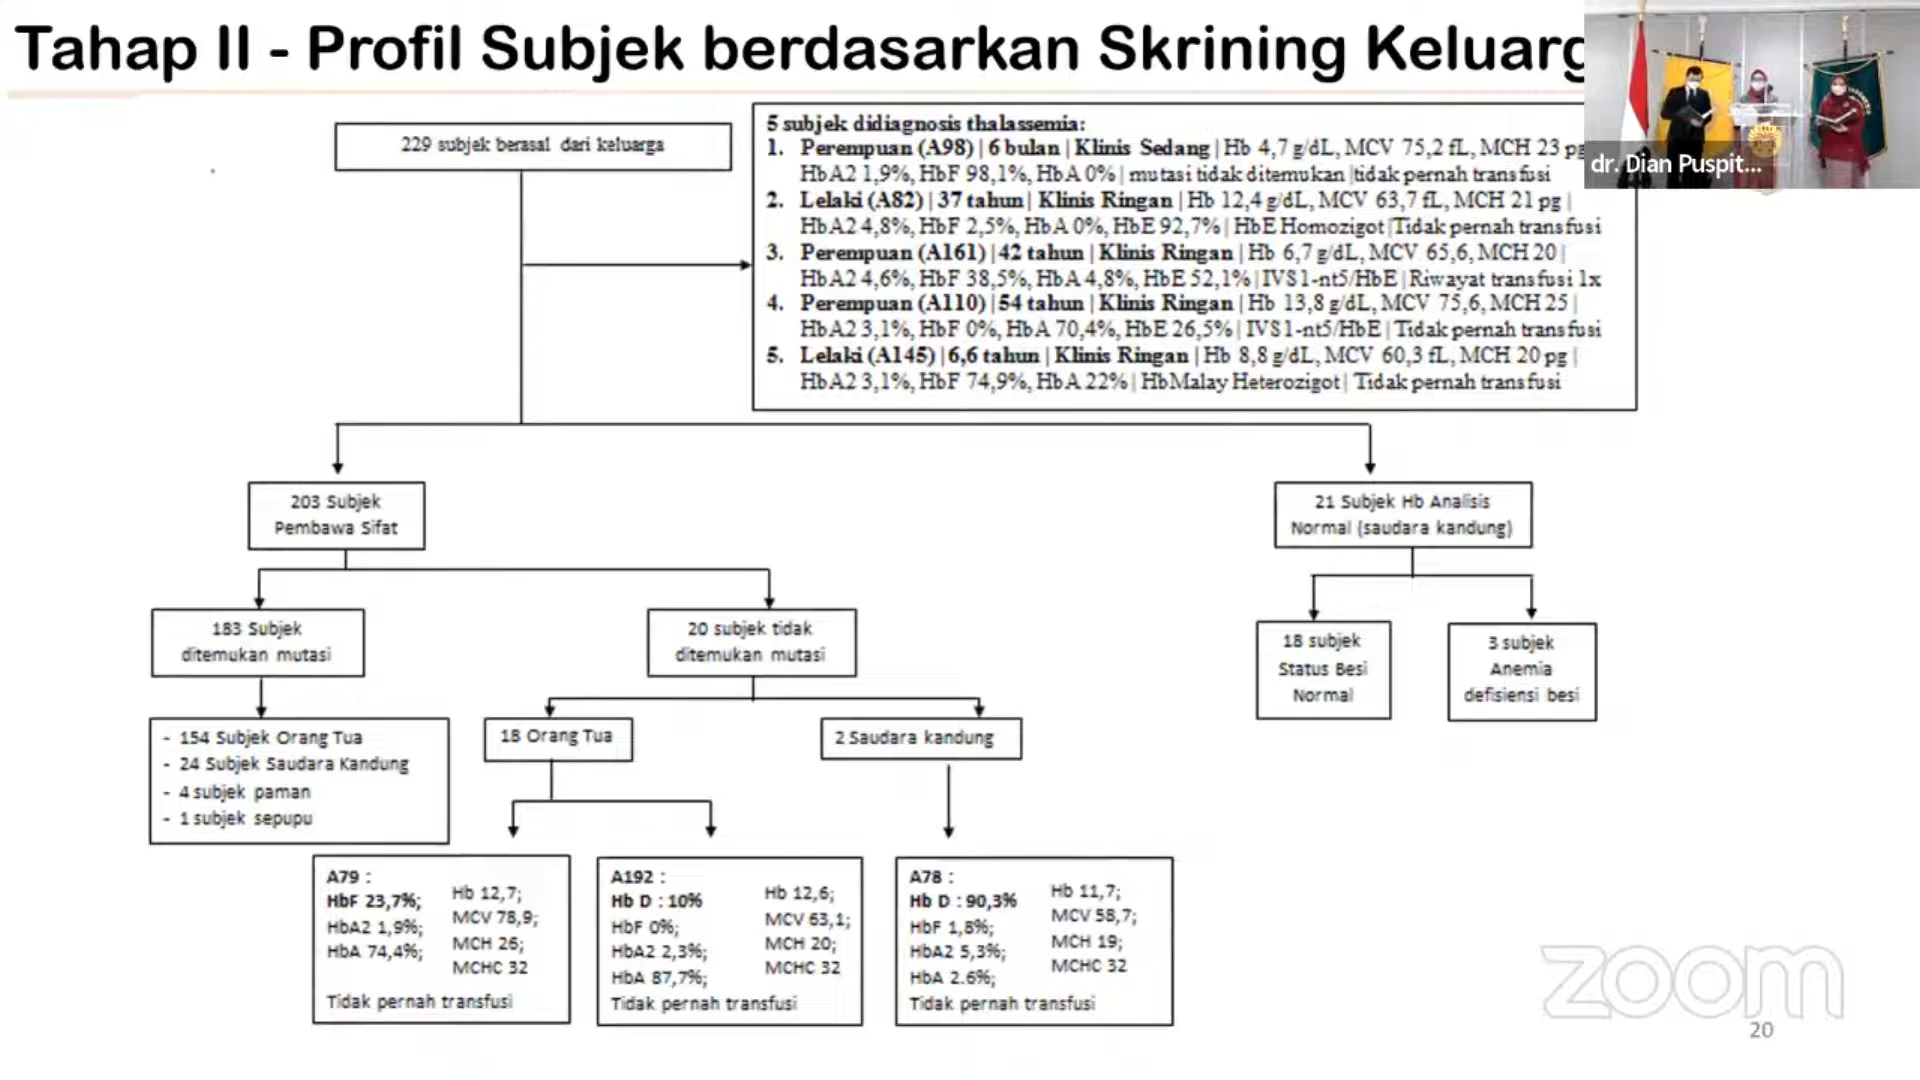 Tahap II - Profil Subjek berdasarkan Skrining Keluarg
dr. Dian Puspit...
229 subjek berasal dari keluarga
5 subjek didiagnosis thalassemia:
1. Perempuan (A98) | 6 bulan | Klinis Sedang | Hb 4,7 g/dL, MCV 75,2 fL, MCH 23 pg
HbA2 1,9%, HbF 98,1%, HbA 0% | mutasi tidak ditemukan |tidak pernah transfusi
2. Lelaki (A82) | 37 tahun | Klinis Ringan | Hb 12,4 g/dL, MCV 63,7 fL, MCH 21 pg |
HbA2 4,8%, HbF 2,5%, HbA 0%, HbE 92,7% | HbE Homozigot |Tidak pernah transfusi
3. Perempuan (A161) | 42 tahun | Klinis Ringan | Hb 6,7 g/dL, MCV 65,6, MCH 20 |
HbA2 4,6%, HbF 38,5%, HbA 4,8%, HbE 52,1% | IVS1-nt5/HbE | Riwayat transfusi 1x
4. Perempuan (A110) | 54 tahun | Klinis Ringan | Hb 13,8 g/dL, MCV 75,6, MCH 25 |
HbA2 3,1%, HbF 0%, HbA 70,4%, HbE 26,5% | IVS1-nt5/HbE | Tidak pernah transfusi
5. Lelaki (A145) | 6,6 tahun | Klinis Ringan | Hb 8,8 g/dL, MCV 60,3 fL, MCH 20 pg |
HbA2 3,1%, HbF 74,9%, HbA 22% | HbMalay Heterozigot | Tidak pernah transfusi
203 Subjek
Pembawa Sifat
21 Subjek Hb Analisis
Normal (saudara kandung)
183 Subjek
ditemukan mutasi
20 subjek tidak
ditemukan mutasi
18 subjek
Status Besi
Normal
3 subjek
Anemia
defisiensi besi
- 154 Subjek Orang Tua
- 24 Subjek Saudara Kandung
- 4 subjek paman
- 1 subjek sepupu
18 Orang Tua
2 Saudara kandung
A79 :
HbF 23,7%;
HbA2 1,9%;
HbA 74,4%;
Hb 12,7;
MCV 78,9;
MCH 26;
MCHC 32
Tidak pernah transfusi
A192 :
Hb D : 10%
HbF 0%;
HbA2 2,3%;
HbA 87,7%;
Hb 12,6;
MCV 63,1;
MCH 20;
MCHC 32
Tidak pernah transfusi
A78 :
Hb D : 90,3%
HbF 1,8%;
HbA2 5,3%;
HbA 2.6%;
Hb 11,7;
MCV 58,7;
MCH 19;
MCHC 32
Tidak pernah transfusi
zoom
20